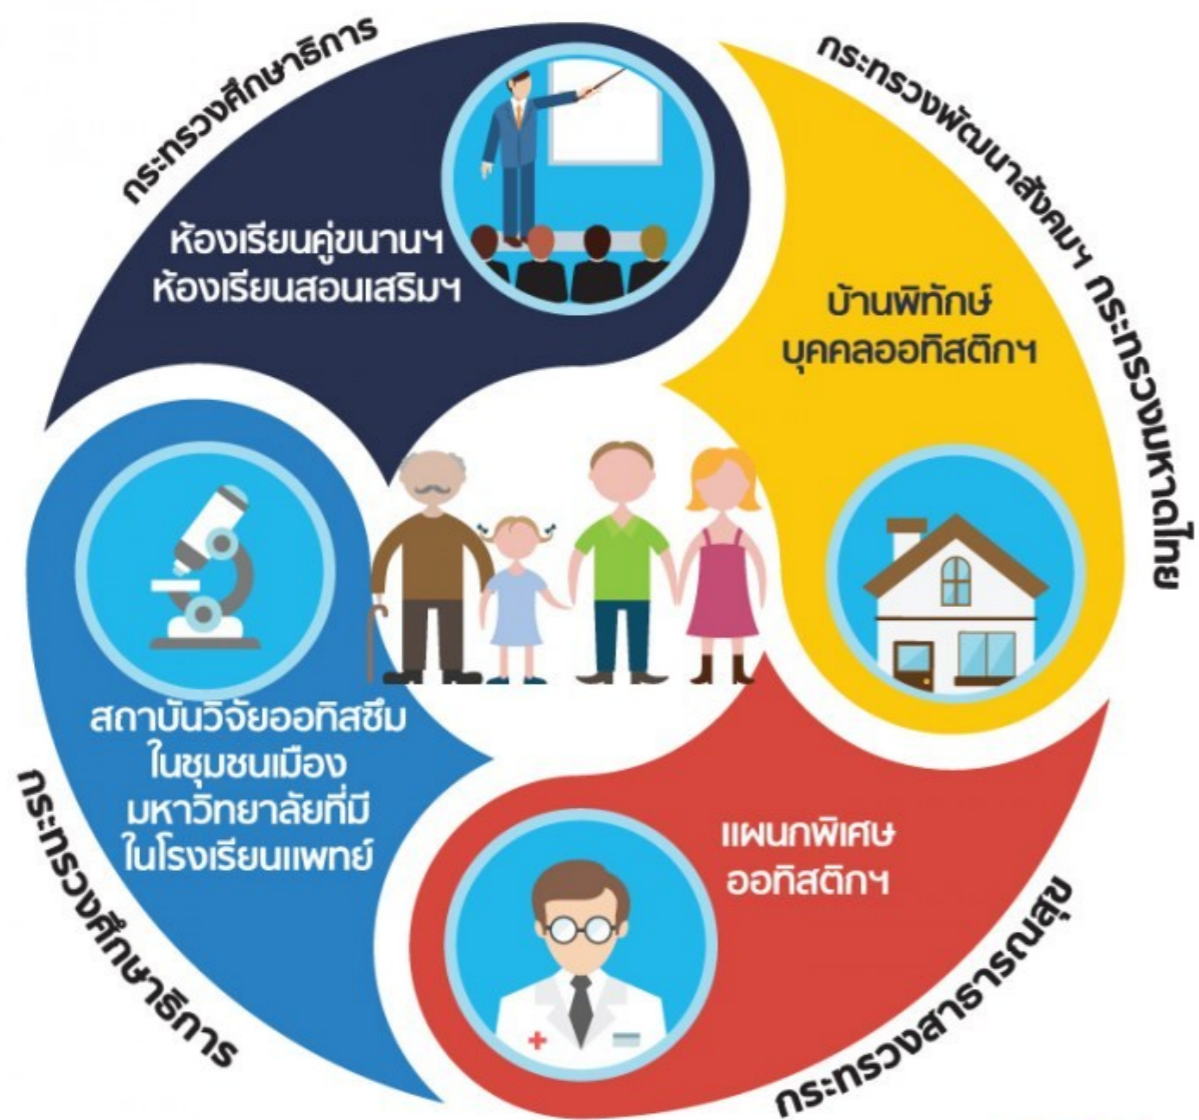 กระทรวงศึกษาธิการ
ห้องเรียนคู่ขนานฯ
ห้องเรียนสอนเสริมฯ
กระทรวงพัฒนาสังคมฯ กระทรวงมหาดไทย
บ้านพิทักษ์
บุคคลออทิสติกฯ
สถาบันวิจัยออทิสซึม
ในชุมชนเมือง
มหาวิทยาลัยที่มี
ในโรงเรียนแพทย์
กระทรวงศึกษาธิการ
แผนกพิเศษ
ออทิสติกฯ
กระทรวงสาธารณสุข